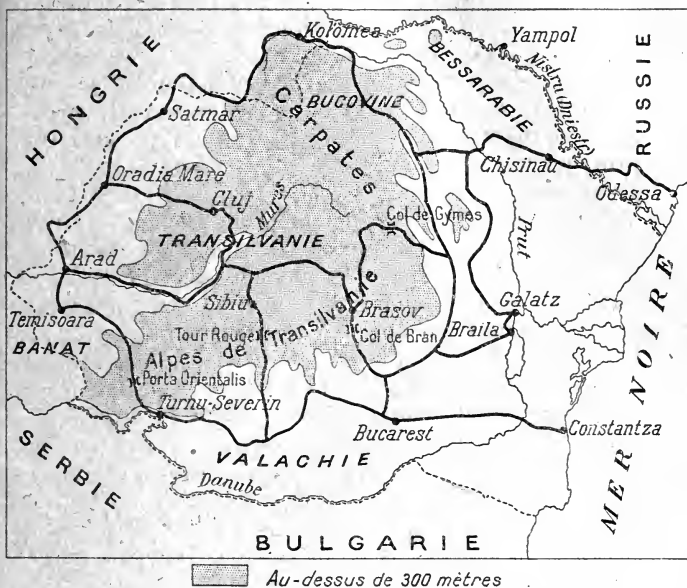 Kolomea
Yampol
HONGRIE
BESSARABIE
Nistru (Dniestr)
RUSSIE
BUCOVINE
Satmar
Carpates
Chisinau
Oradia Mare
Odessa
Cluj
Mures
Col de Gymes
TRANSILVANIE
Prut
Arad
Sibiu
Brasov
Galatz
Temisoara
Tour Rouge
Col de Bran
Braila
BANAT
Alpes de Transilvanie
Porta Orientalis
Turnu-Severin
Bucarest
Constantza
MER NOIRE
SERBIE
VALACHIE
Danube
BULGARIE
Au-dessus de 300 mètres